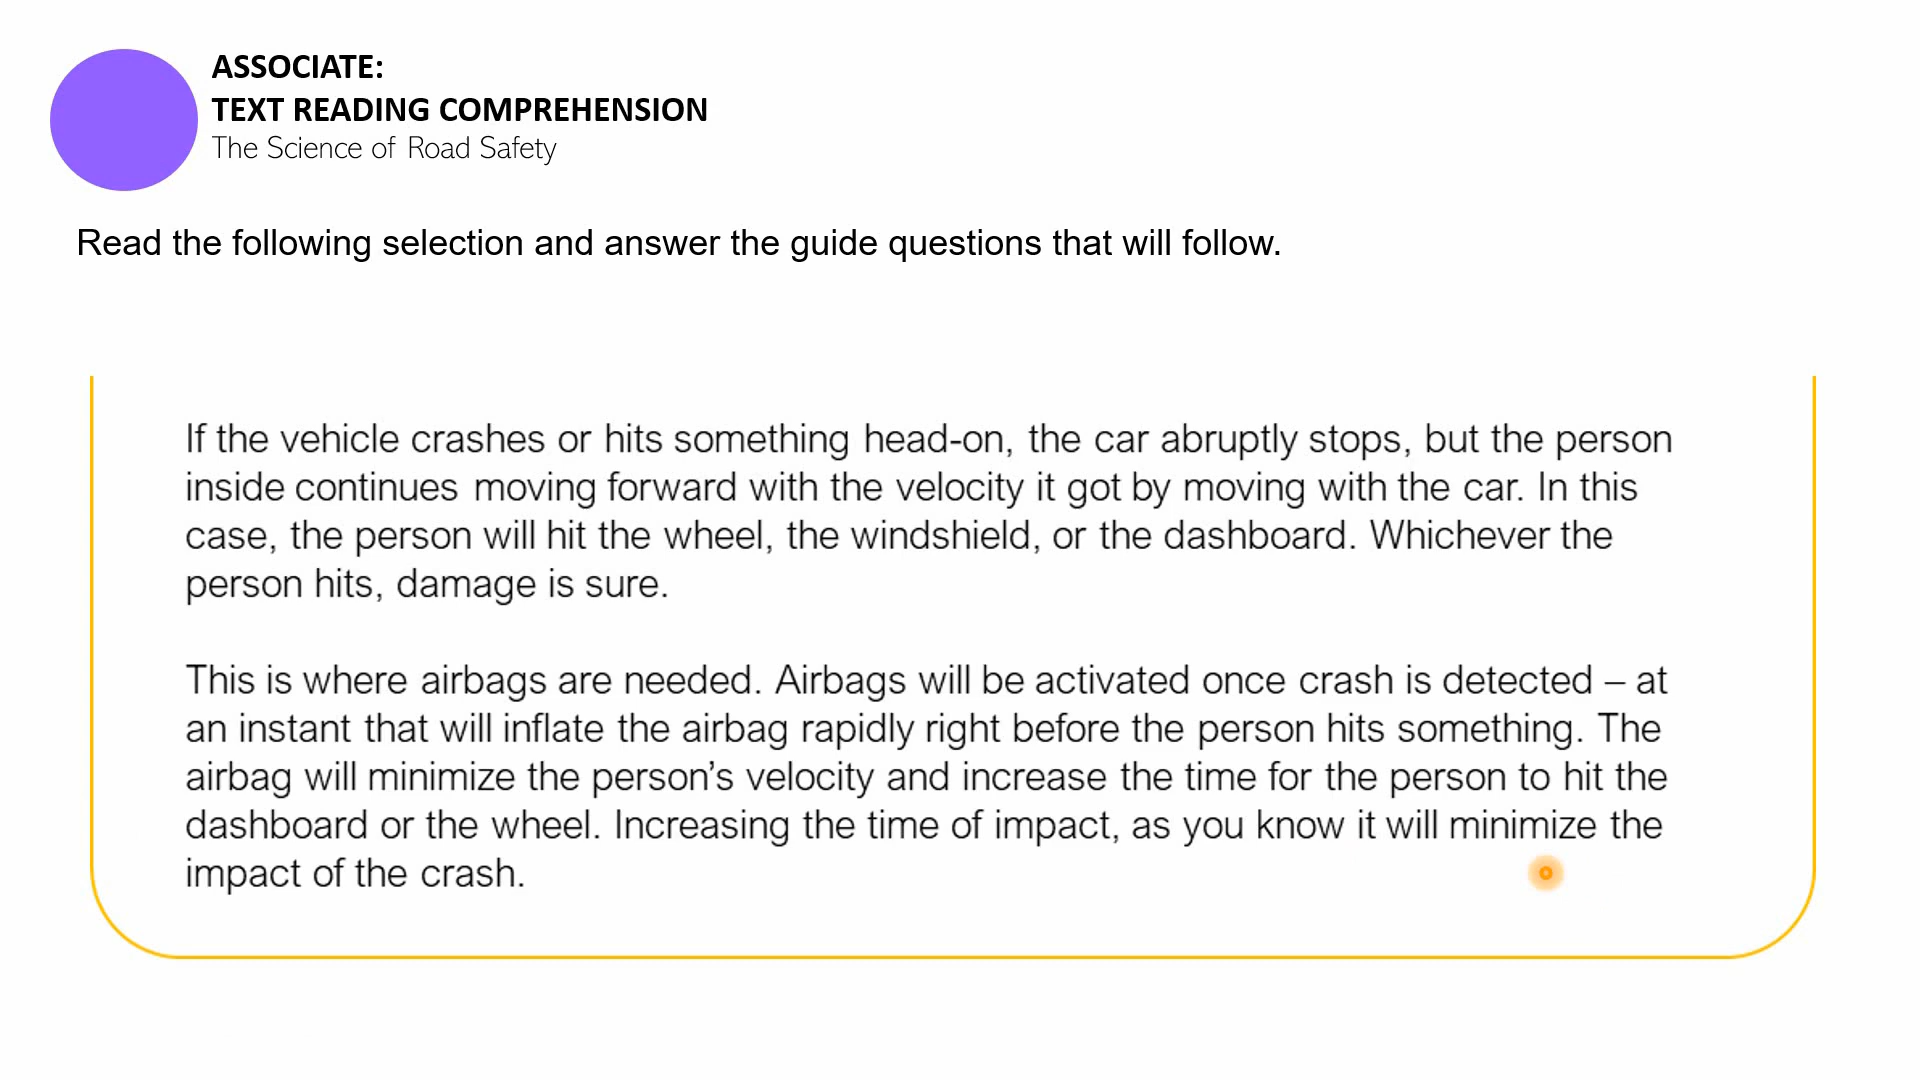 ASSOCIATE:
TEXT READING COMPREHENSION
The Science of Road Safety
Read the following selection and answer the guide questions that will follow.
If the vehicle crashes or hits something head-on, the car abruptly stops, but the person
inside continues moving forward with the velocity it got by moving with the car. In this
case, the person will hit the wheel, the windshield, or the dashboard. Whichever the
person hits, damage is sure.
This is where airbags are needed. Airbags will be activated once crash is detected – at
an instant that will inflate the airbag rapidly right before the person hits something. The
airbag will minimize the person’s velocity and increase the time for the person to hit the
dashboard or the wheel. Increasing the time of impact, as you know it will minimize the
impact of the crash.